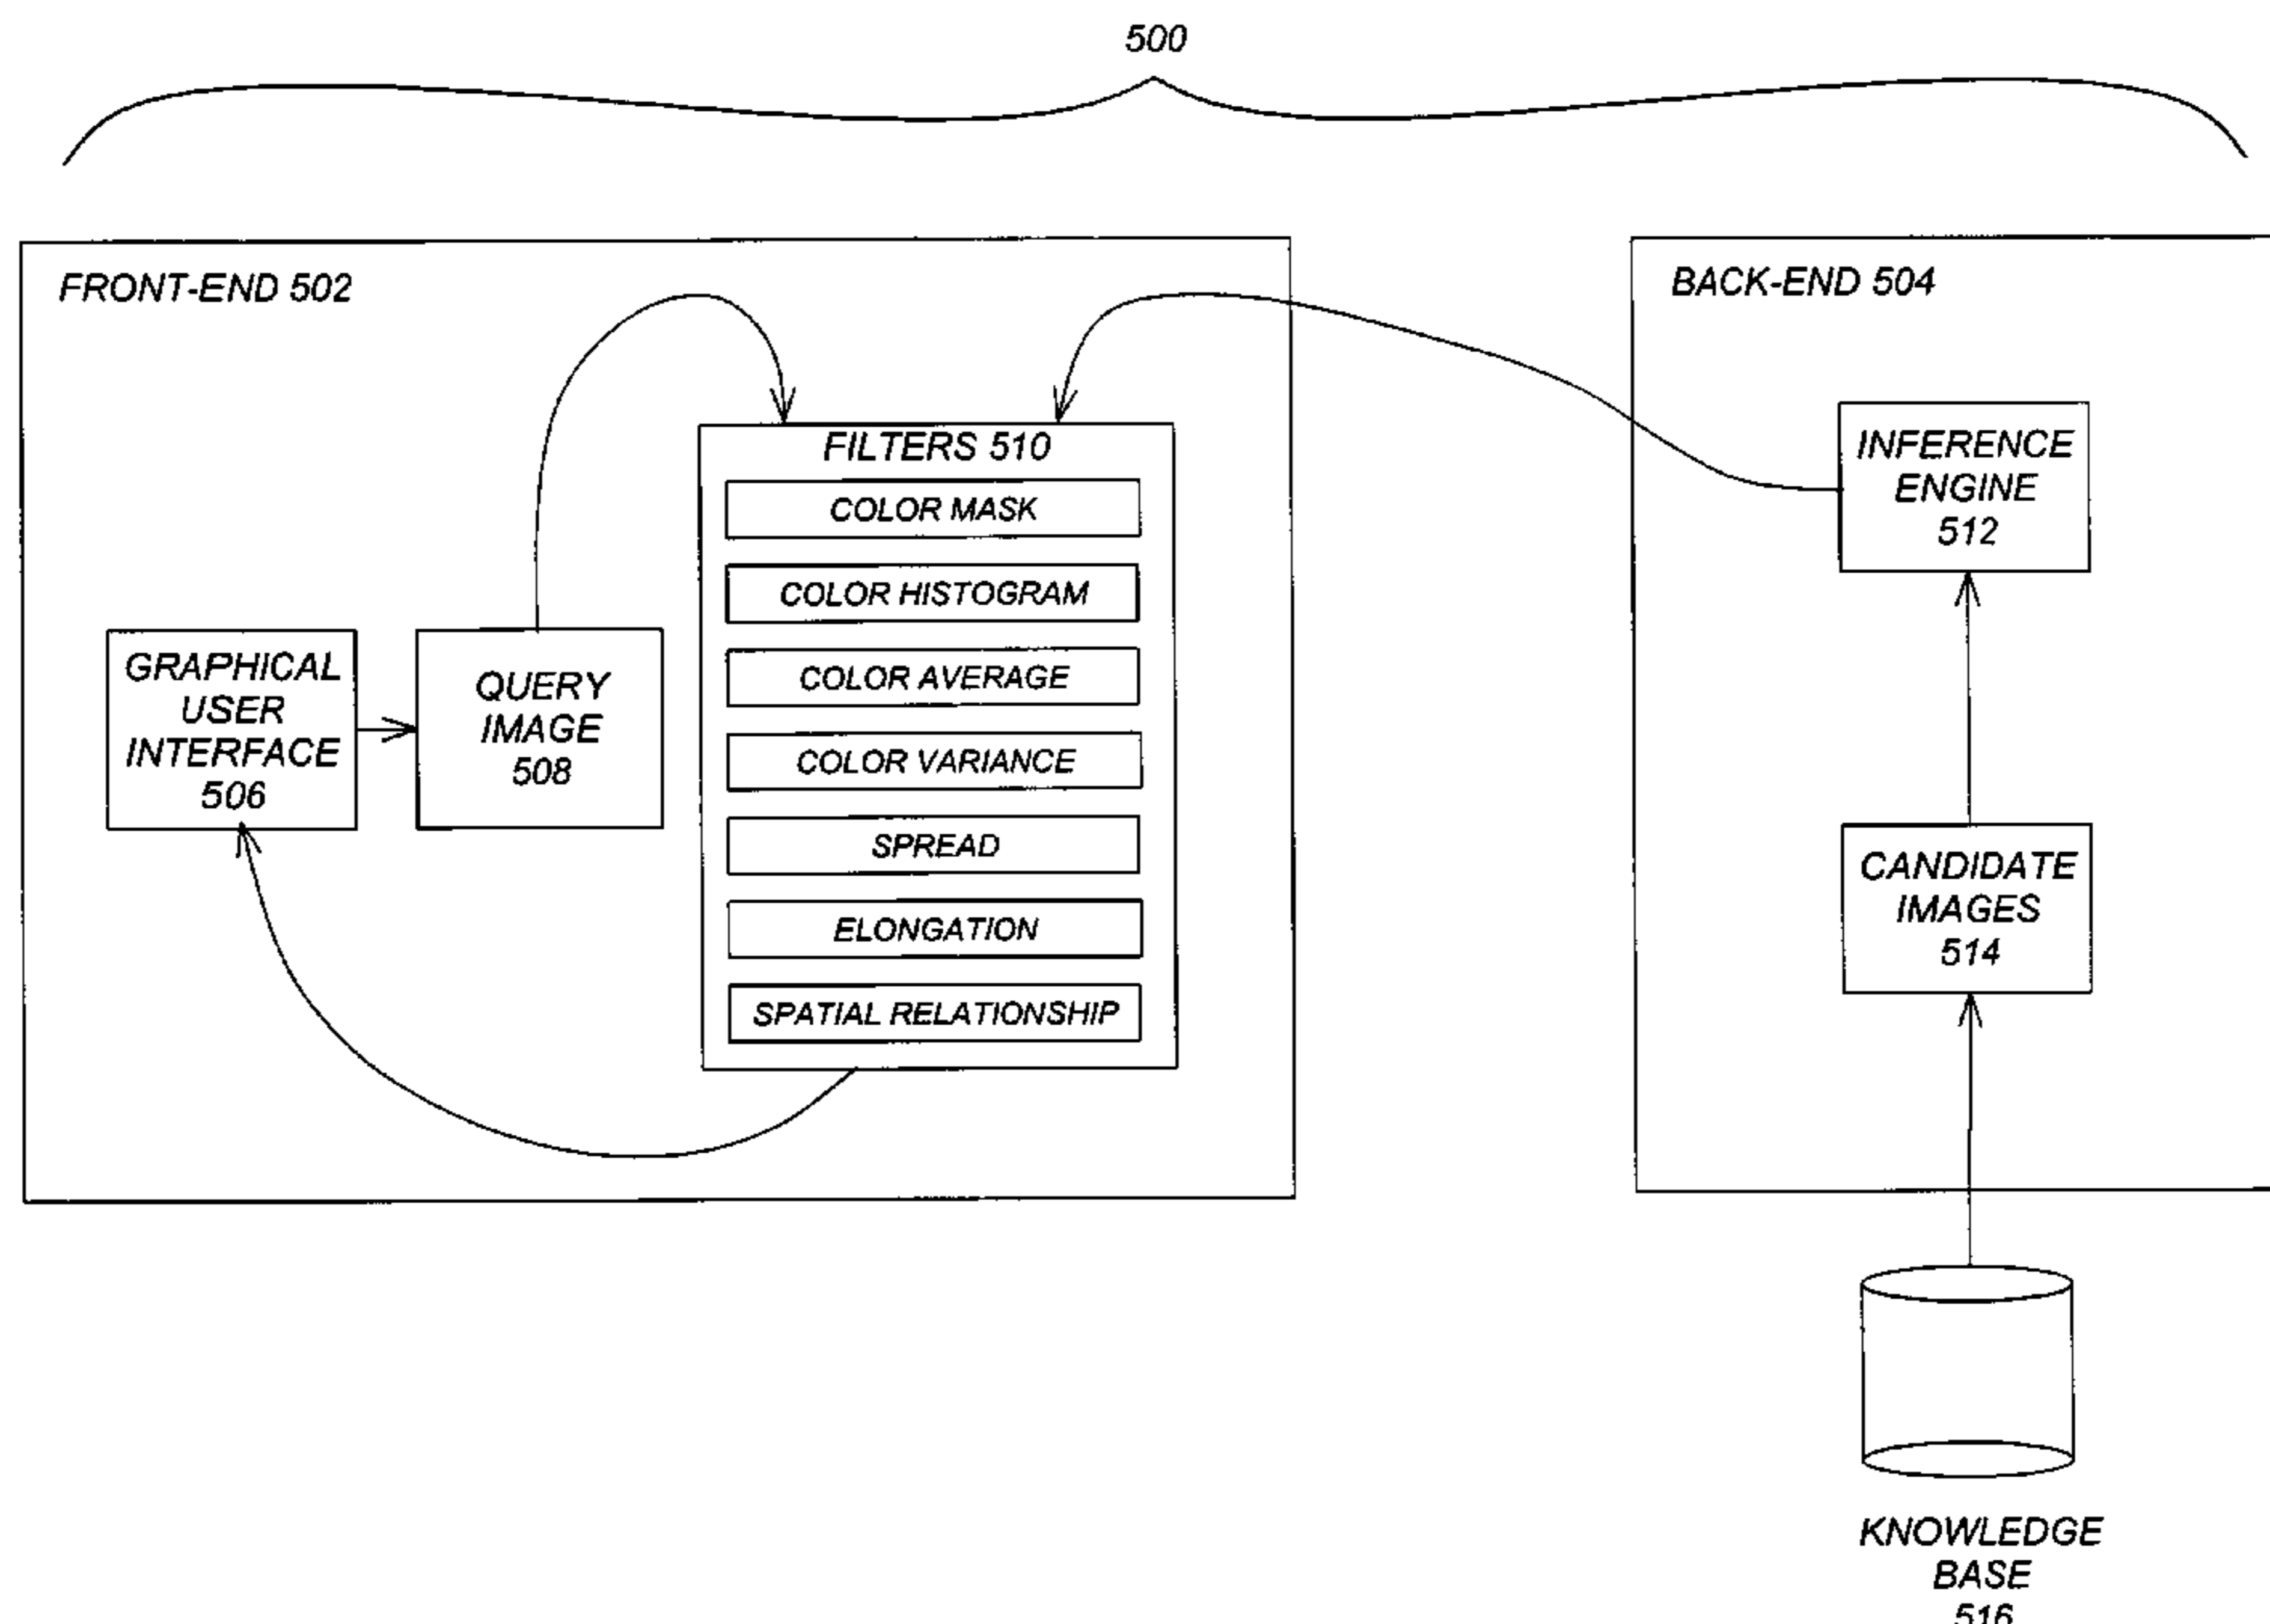 500
FRONT-END 502
BACK-END 504
FILTERS 510
COLOR MASK
COLOR HISTOGRAM
COLOR AVERAGE
COLOR VARIANCE
SPREAD
ELONGATION
SPATIAL RELATIONSHIP
GRAPHICAL
USER
INTERFACE
506
QUERY
IMAGE
508
INFERENCE
ENGINE
512
CANDIDATE
IMAGES
514
KNOWLEDGE
BASE
516